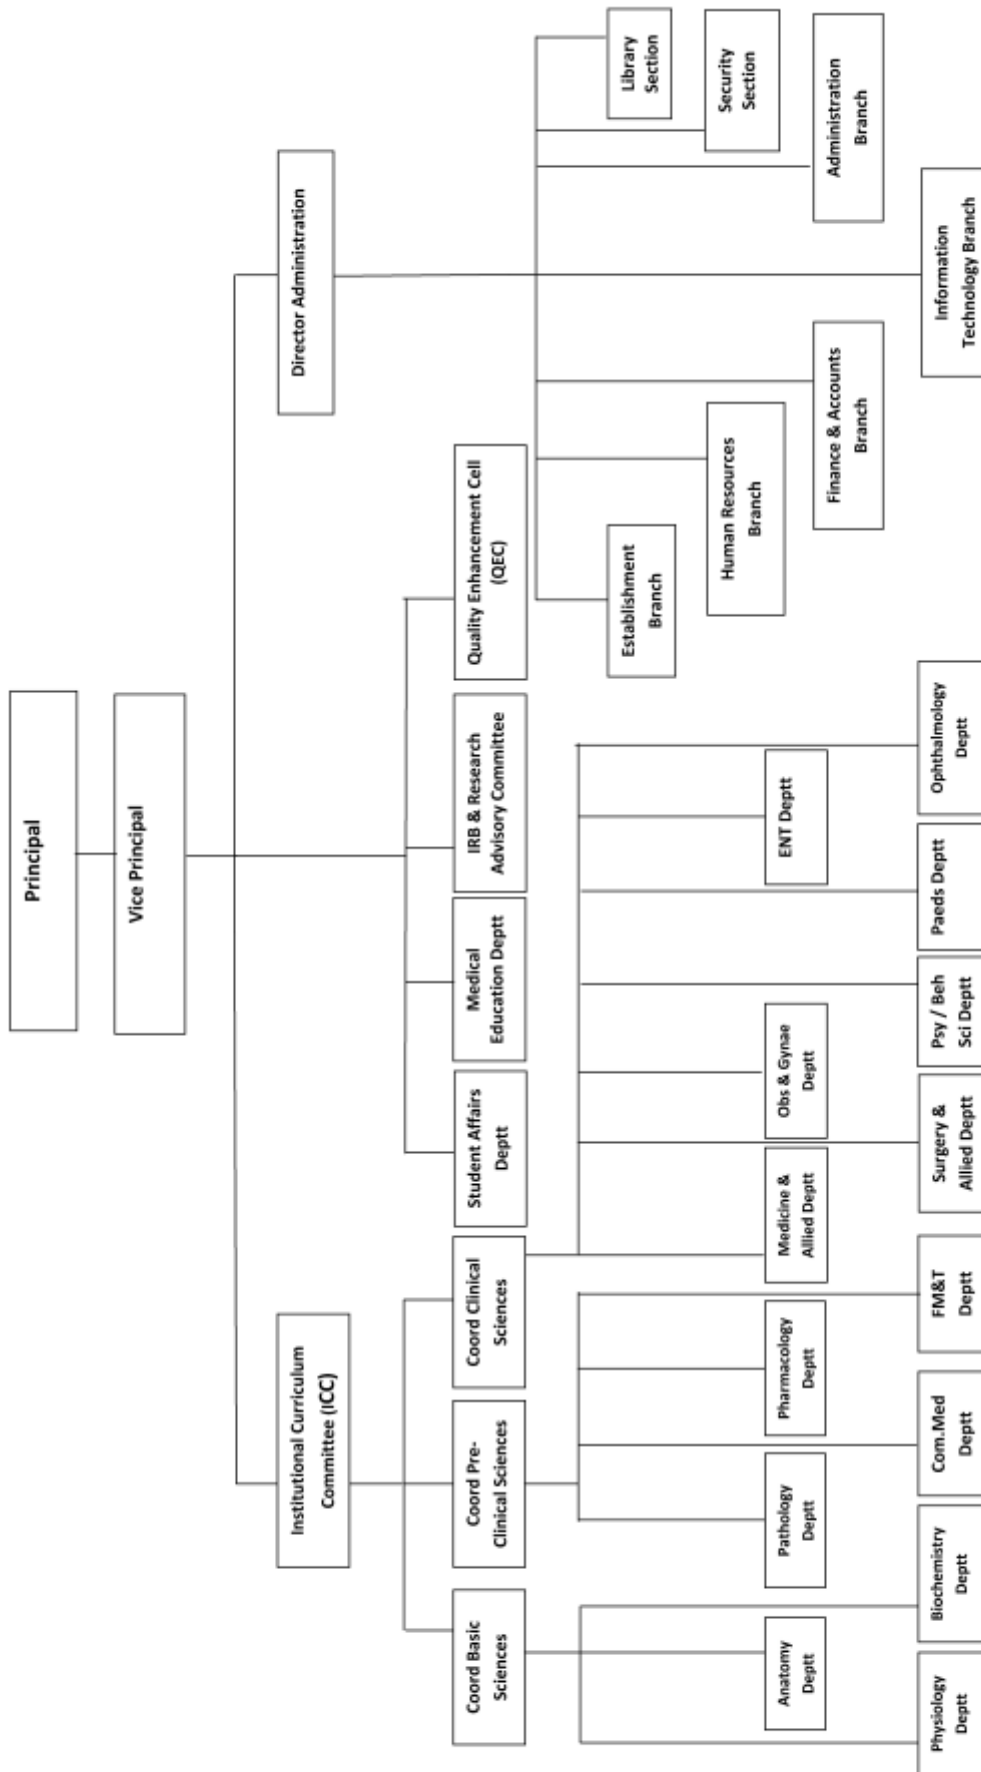 Principal
Vice Principal
Institutional Curriculum
Committee (ICC)
Director Administration
Coord Basic
Sciences
Coord Pre-
Clinical Sciences
Coord Clinical
Sciences
Student Affairs
Deptt
Medical
Education Deptt
IRB & Research
Advisory Committee
Quality Enhancement Cell
(QEC)
Establishment
Branch
Library
Section
Human Resources
Branch
Security
Section
Anatomy
Deptt
Pathology
Deptt
Pharmacology
Deptt
Medicine &
Allied Deptt
Obs & Gynae
Deptt
ENT Deptt
Finance & Accounts
Branch
Administration
Branch
Physiology
Deptt
Biochemistry
Deptt
Com.Med
Deptt
FM&T
Deptt
Surgery &
Allied Deptt
Psy / Beh
Sci Deptt
Paeds Deptt
Ophthalmology
Deptt
Information
Technology Branch